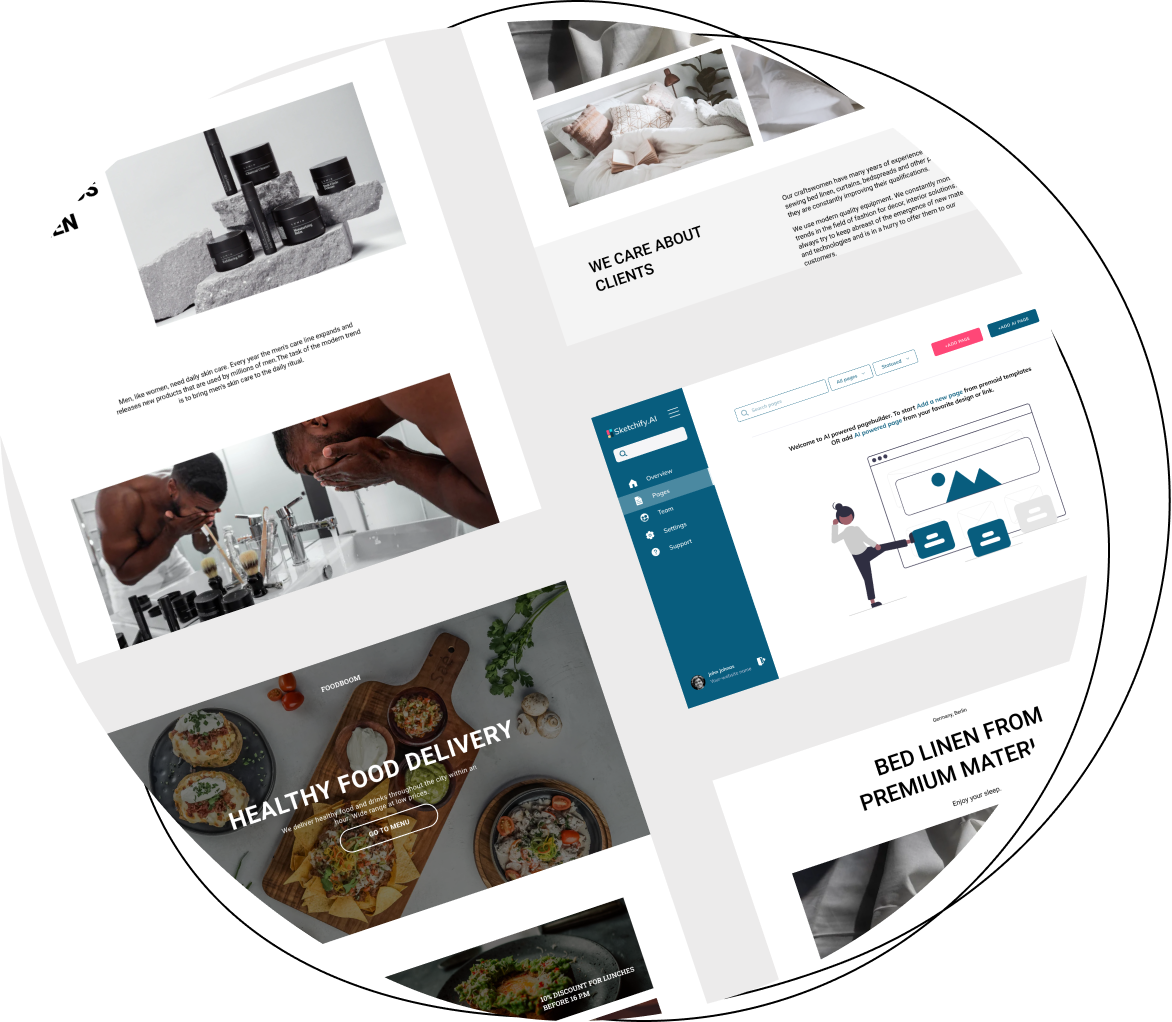 EN
Men, like women, need daily skin care. Every year the men's care line expands and
releases new products that are used by millions of men. The task of the modern trend
is to bring men's skin care to the daily ritual.
FOODBOOM
HEALTHY FOOD DELIVERY
We deliver healthy food and drinks throughout the city within an
hour. Wide range at low prices.
GO TO MENU
10% DISCOUNT FOR LUNCHES
BEFORE 16 PM
WE CARE ABOUT
CLIENTS
Our craftswomen have many years of experience
sewing bed linen, curtains, bedspreads and other
they are constantly improving their qualifications.
We use modern quality equipment. We constantly mon
trends in the field of fashion for decor, interior solutions.
always try to keep abreast of the emergence of new mate
and technologies and is in a hurry to offer them to our
customers.
Sketchify.AI
Overview
Pages
Team
Settings
Support
John Johnas
Your website name
Search pages
All pages
Statused
+ADD PAGE
+ADD AI PAGE
Welcome to AI powered pagebuilder. To start Add a new page from premaid templates
OR add AI powered page from your favorite design or link.
Germany, Berlin
BED LINEN FROM
PREMIUM MATERI
Enjoy your sleep.